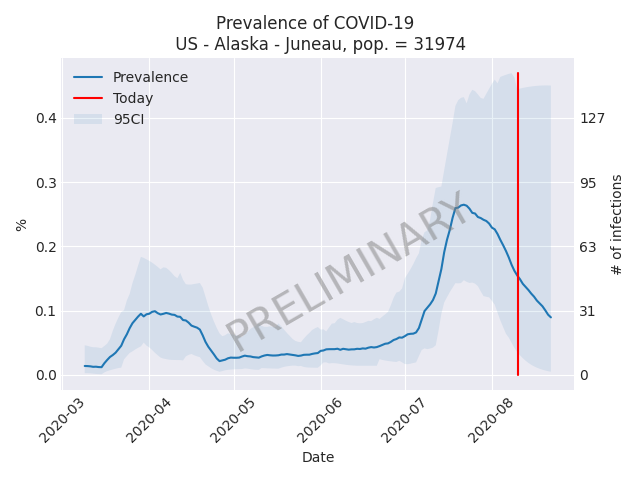 Prevalence of COVID-19
US - Alaska - Juneau, pop. = 31974
Prevalence
Today
95CI
PRELIMINARY
%
0.4
0.3
0.2
0.1
0.0
127
95
63
31
0
# of infections
2020-03
2020-04
2020-05
2020-06
2020-07
2020-08
Date